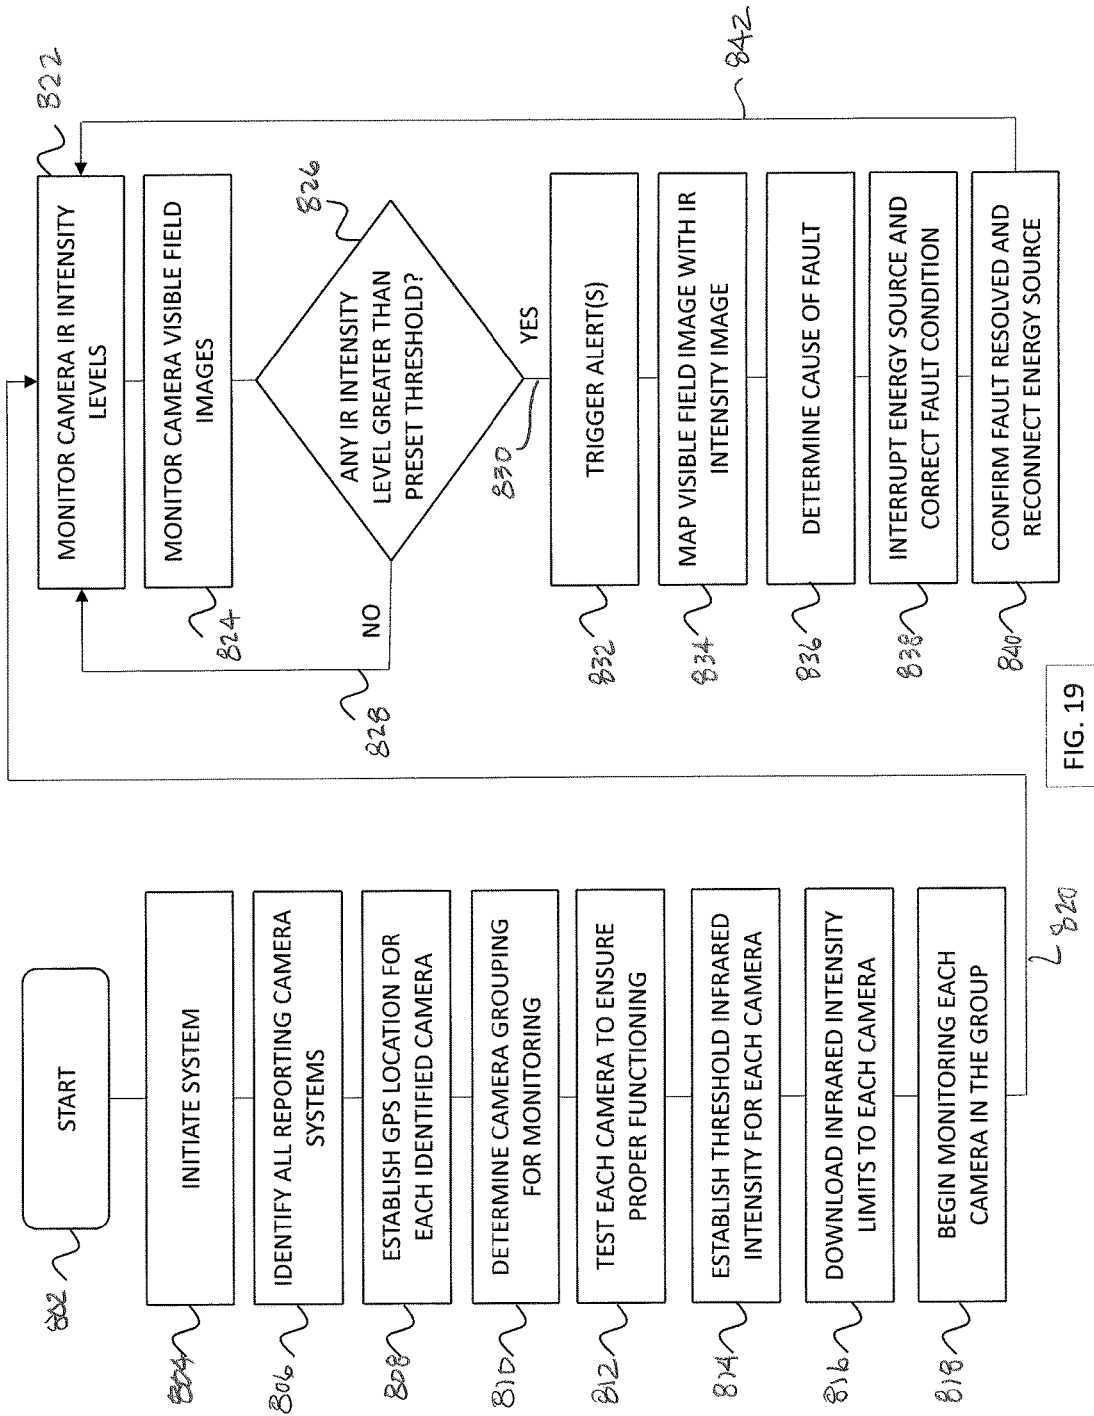 START
802
INITIATE SYSTEM
804
IDENTIFY ALL REPORTING CAMERA
SYSTEMS
806
ESTABLISH GPS LOCATION FOR
EACH IDENTIFIED CAMERA
808
DETERMINE CAMERA GROUPING
FOR MONITORING
810
TEST EACH CAMERA TO ENSURE
PROPER FUNCTIONING
812
ESTABLISH THRESHOLD INFRARED
INTENSITY FOR EACH CAMERA
814
DOWNLOAD INFRARED INTENSITY
LIMITS TO EACH CAMERA
816
BEGIN MONITORING EACH
CAMERA IN THE GROUP
818
820
MONITOR CAMERA IR INTENSITY
LEVELS
822
MONITOR CAMERA VISIBLE FIELD
IMAGES
824
ANY IR INTENSITY
LEVEL GREATER THAN
PRESET THRESHOLD?
826
NO
828
YES
830
TRIGGER ALERT(S)
832
MAP VISIBLE FIELD IMAGE WITH IR
INTENSITY IMAGE
834
DETERMINE CAUSE OF FAULT
836
INTERRUPT ENERGY SOURCE AND
CORRECT FAULT CONDITION
838
CONFIRM FAULT RESOLVED AND
RECONNECT ENERGY SOURCE
840
842
FIG. 19